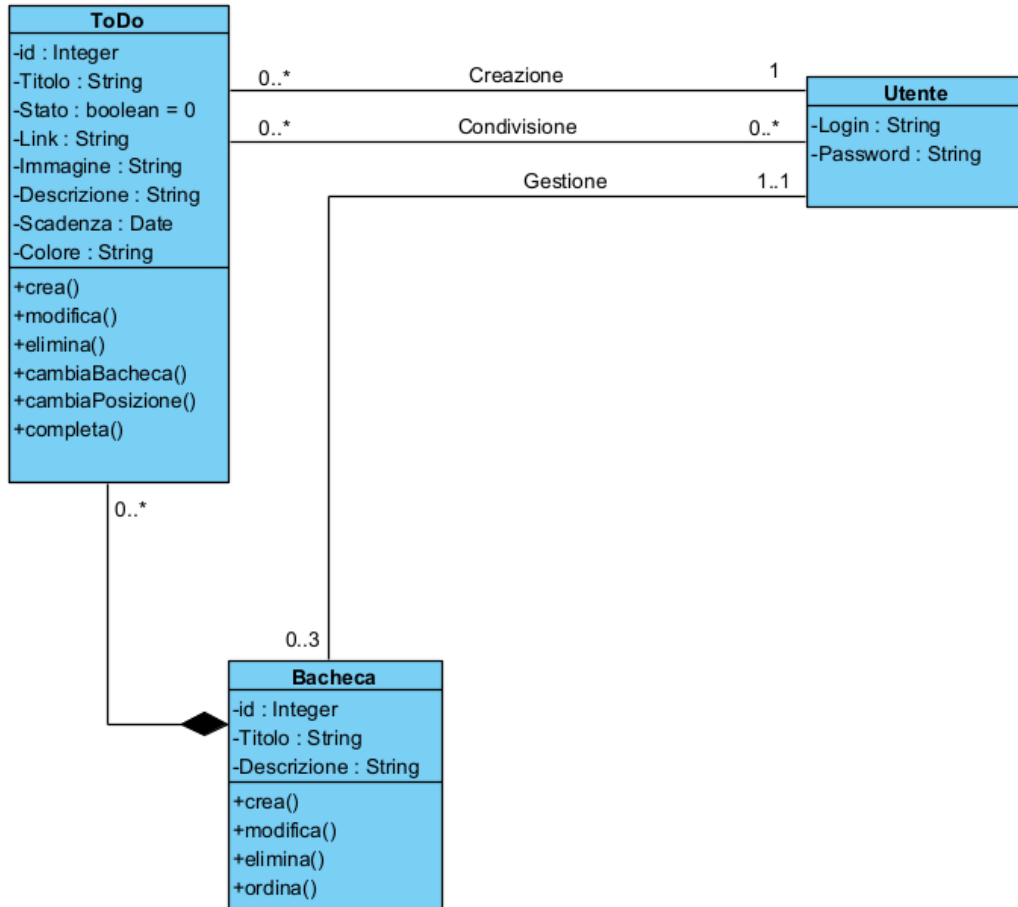 ToDo
-id : Integer
-Titolo : String
-Stato : boolean = 0
-Link : String
-Immagine : String
-Descrizione : String
-Scadenza : Date
-Colore : String
+crea()
+modifica()
+elimina()
+cambiaBacheca()
+cambiaPosizione()
+completa()
0..* Creazione 1
0..* Condivisione 0..*
Gestione 1..1
Utente
-Login : String
-Password : String
0..*
0..3
Bacheca
-id : Integer
-Titolo : String
-Descrizione : String
+crea()
+modifica()
+elimina()
+ordina()